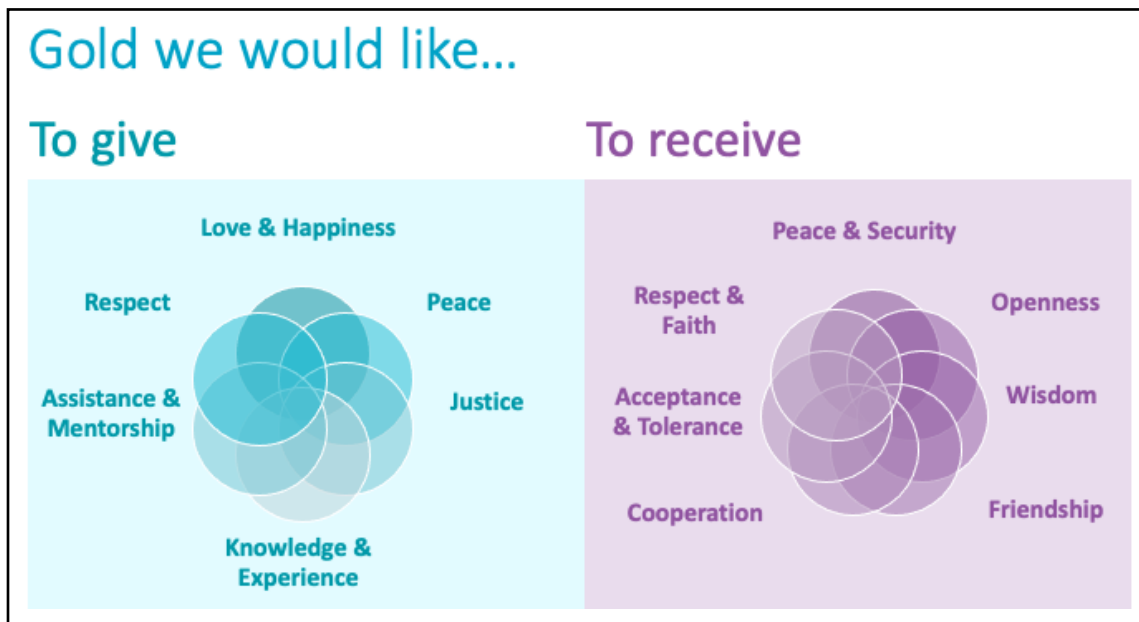 Gold we would like...
To give
To receive
Love & Happiness
Respect
Peace
Assistance &
Mentorship
Justice
Knowledge &
Experience
Peace & Security
Respect &
Faith
Openness
Acceptance
& Tolerance
Wisdom
Cooperation
Friendship